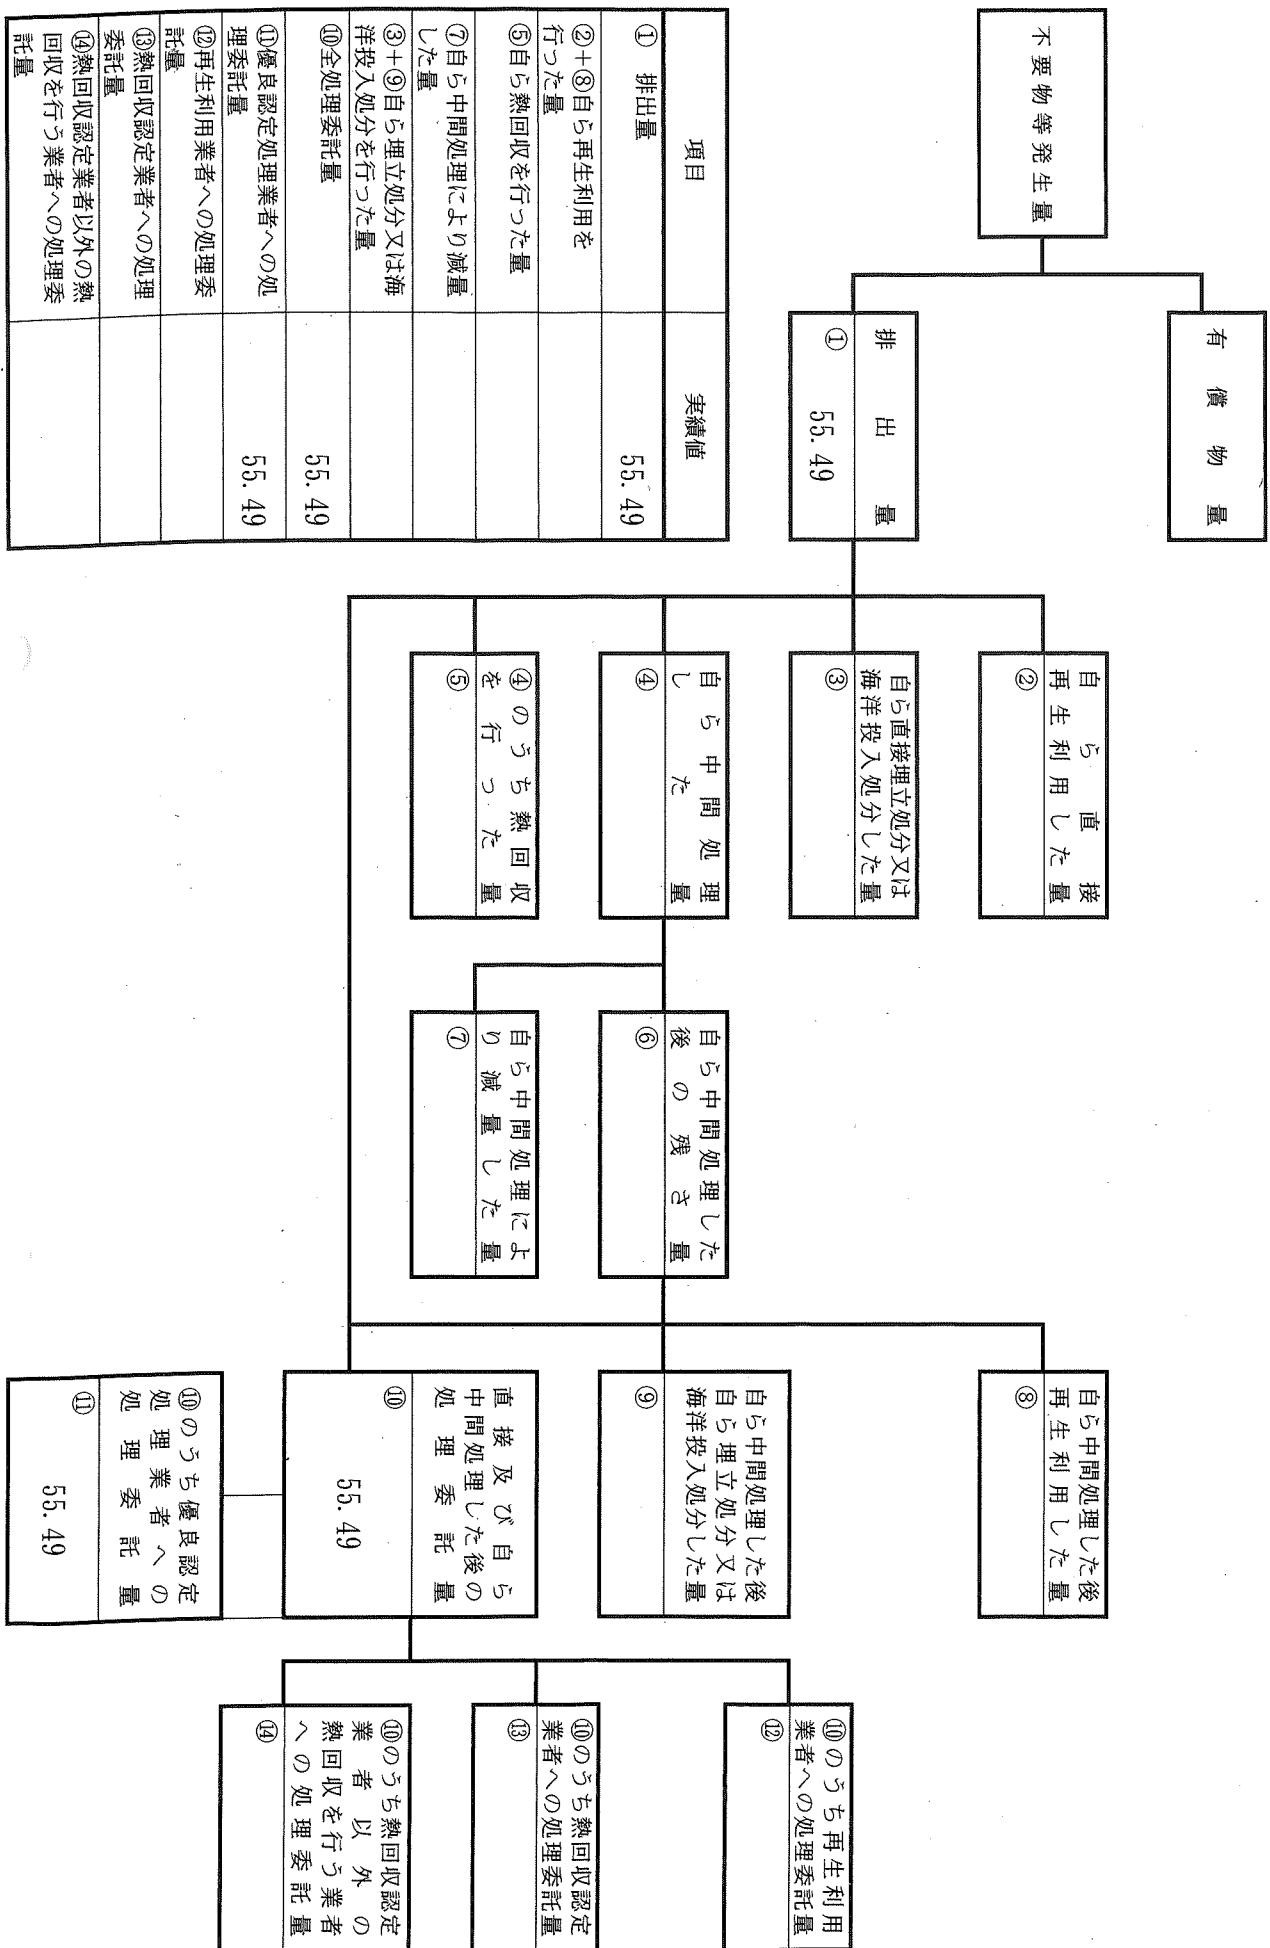 不要物等発生量
有償物量
排出量
① 55.49
自ら直接
再生利用した量
②
自ら直接埋立処分又は
海洋投入処分した量
③
自ら中間処理
した量
④
④のうち熱回収
を行った量
⑤
自ら中間処理した
後の残さ量
⑥
自ら中間処理によ
り減量した量
⑦
自ら中間処理した後
再生利用した量
⑧
自ら中間処理した後
自ら埋立処分又は
海洋投入処分した量
⑨
直接及び自ら
中間処理した後の
処理委託量
⑩
55.49
⑩のうち優良認定
処理業者への
処理委託量
⑪
55.49
⑩のうち再生利用
業者への処理委託量
⑫
⑩のうち熱回収認定
業者への処理委託量
⑬
⑩のうち熱回収認定
業者以外の
熱回収を行う業者
への処理委託量
⑭
項目 実績値
① 排出量 55.49
②+⑧自ら再生利用を
行った量
⑤自ら熱回収を行った量
⑦自ら中間処理により減量
した量
③+⑨自ら埋立処分又は海
洋投入処分を行った量
⑩全処理委託量 55.49
⑪優良認定処理業者への処
理委託量 55.49
⑫再生利用業者への処理委
託量
⑬熱回収認定業者への処理
委託量
⑭熱回収認定業者以外の熱
回収を行う業者への処理委
託量